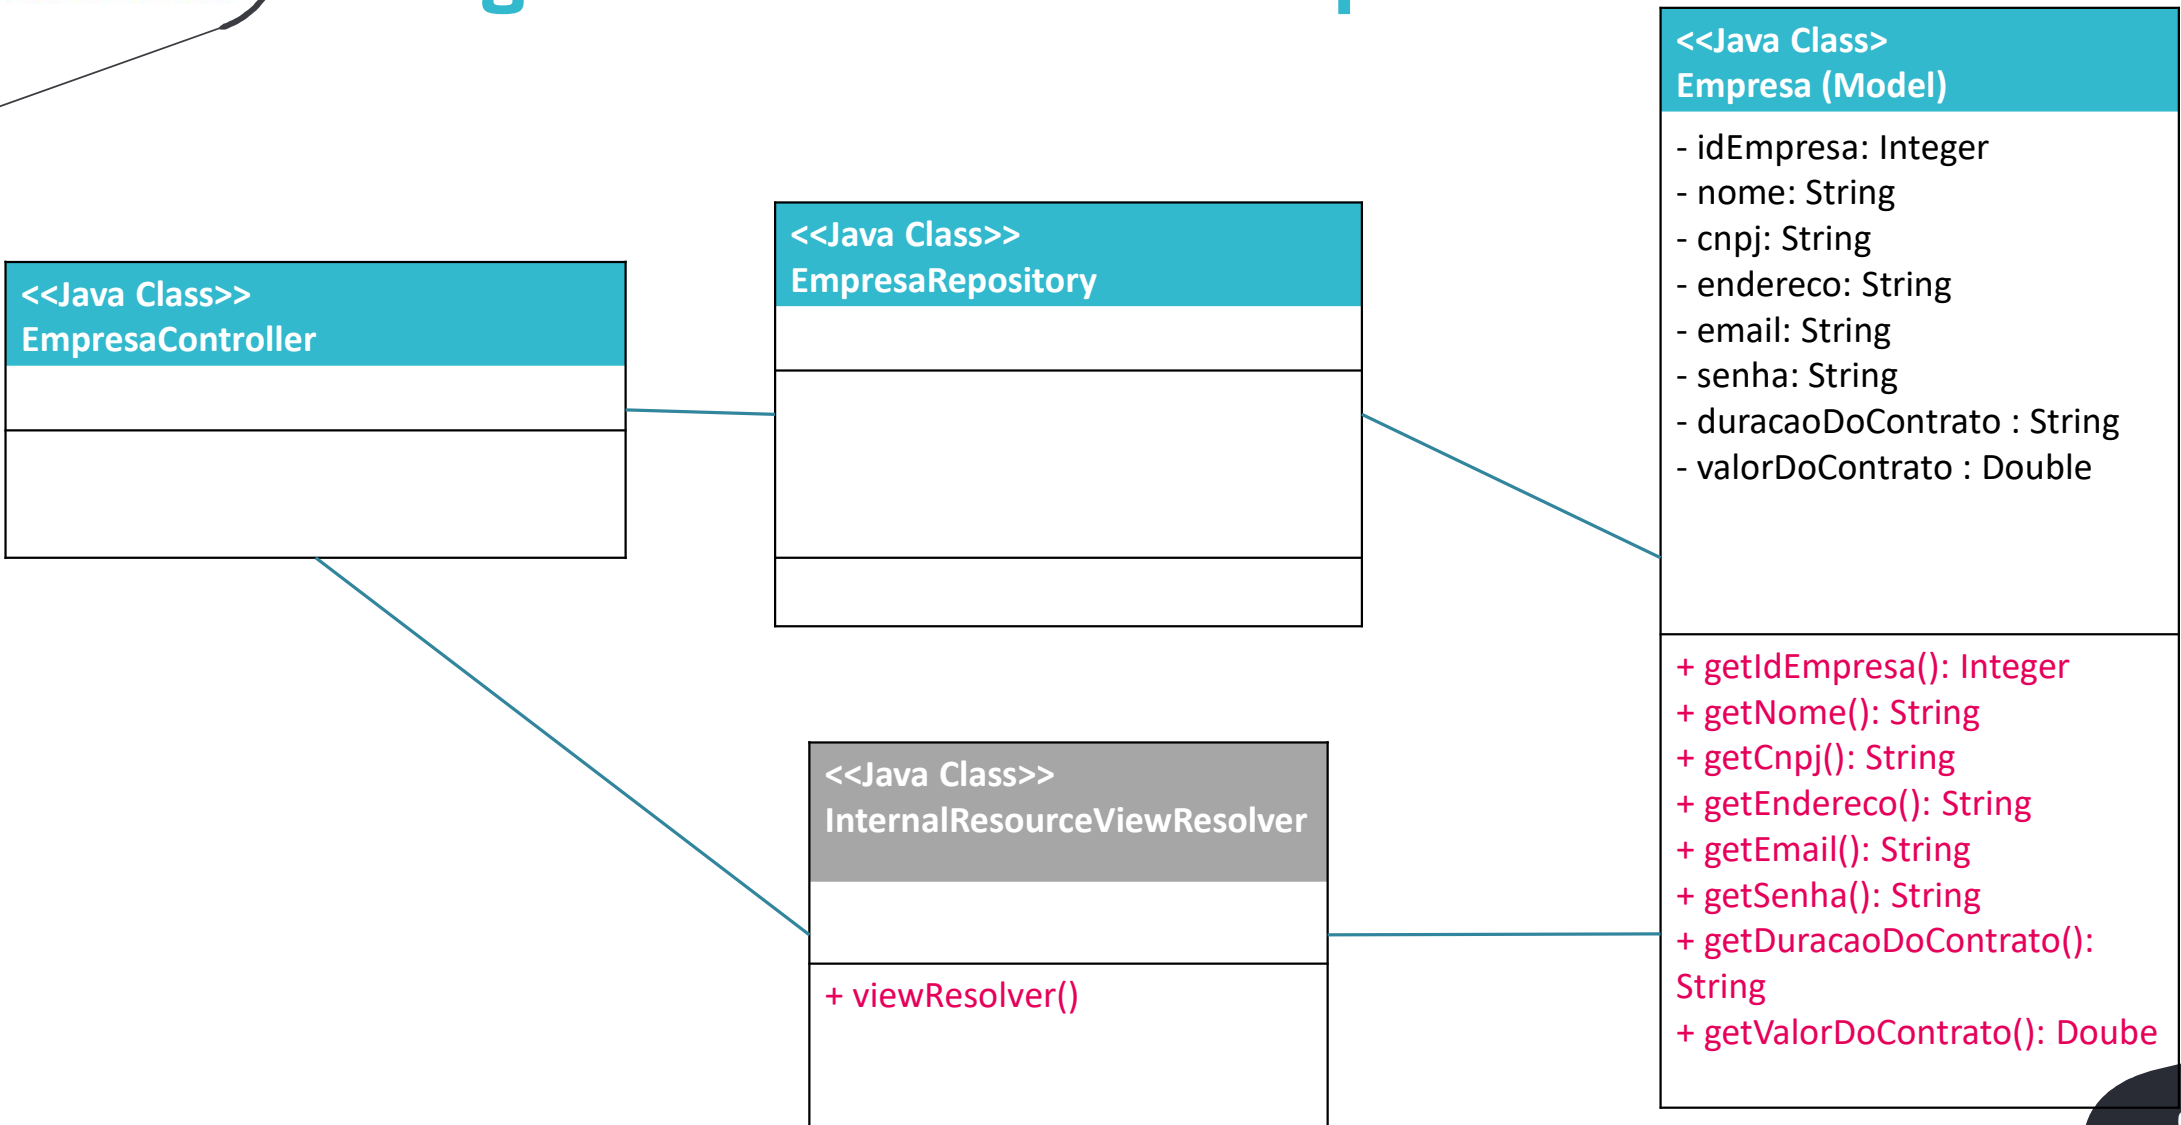 <<Java Class>>
EmpresaController
<<Java Class>>
EmpresaRepository
<<Java Class>>
InternalResourceViewResolver
+ viewResolver()
<<Java Class>
Empresa (Model)
- idEmpresa: Integer
- nome: String
- cnpj: String
- endereco: String
- email: String
- senha: String
- duracaoDoContrato : String
- valorDoContrato : Double
+ getIdEmpresa(): Integer
+ getNome(): String
+ getCnpj(): String
+ getEndereco(): String
+ getEmail(): String
+ getSenha(): String
+ getDuracaoDoContrato():
String
+ getValorDoContrato(): Doube